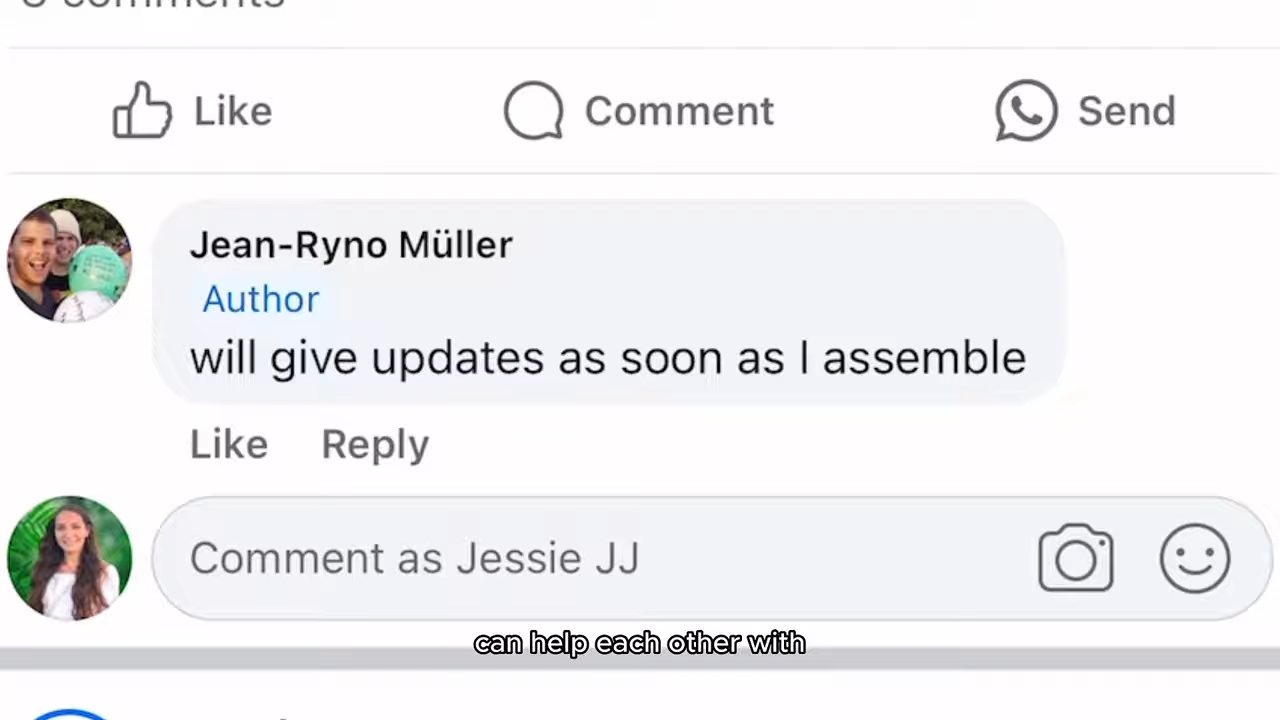 comments
Like Comment Send
Jean-Ryno Müller
Author
will give updates as soon as I assemble
Like Reply
Comment as Jessie JJ
can help each other with